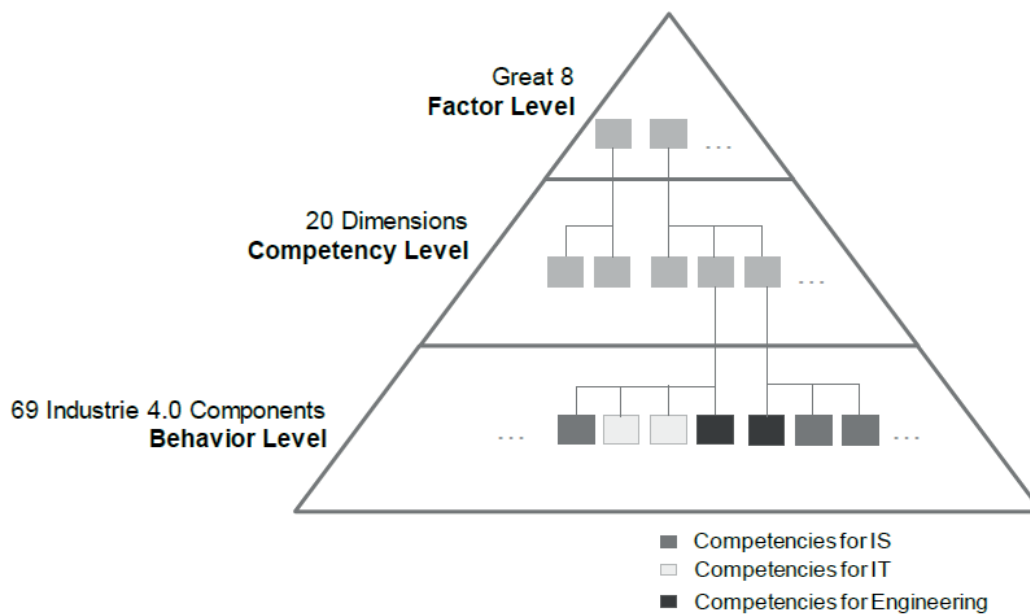 Great 8
Factor Level
...
20 Dimensions
Competency Level
...
69 Industrie 4.0 Components
Behavior Level
... ...
Competencies for IS
Competencies for IT
Competencies for Engineering